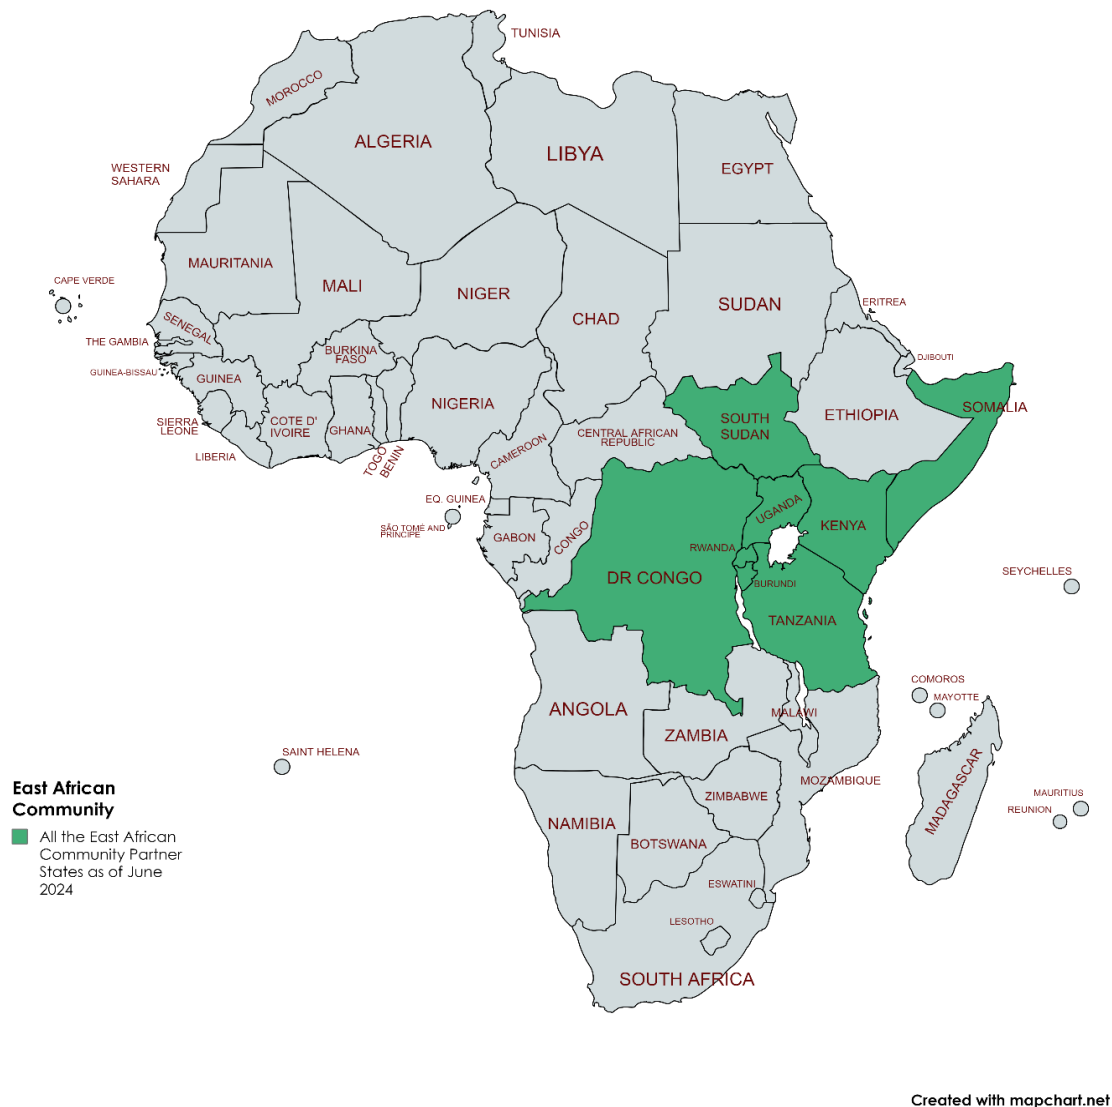 TUNISIA
MOROCCO
ALGERIA
LIBYA
EGYPT
WESTERN
SAHARA
MAURITANIA
MALI
NIGER
CHAD
SUDAN
ERITREA
CAPE VERDE
SENEGAL
THE GAMBIA
GUINEA-BISSAU
GUINEA
BURKINA
FASO
DJIBOUTI
SIERRA
LEONE
LIBERIA
COTE D'
IVOIRE
GHANA
TOGO
BENIN
NIGERIA
CAMEROON
CENTRAL AFRICAN
REPUBLIC
SOUTH
SUDAN
ETHIOPIA
SOMALIA
EQ. GUINEA
SÃO TOMÉ AND
PRÍNCIPE
GABON
CONGO
DR CONGO
UGANDA
KENYA
RWANDA
BURUNDI
TANZANIA
SEYCHELLES
COMOROS
MAYOTTE
ANGOLA
ZAMBIA
MALAWI
MOZAMBIQUE
SAINT HELENA
ZIMBABWE
NAMIBIA
BOTSWANA
MADAGASCAR
MAURITIUS
REUNION
ESWATINI
LESOTHO
SOUTH AFRICA
East African
Community
All the East African
Community Partner
States as of June
2024
Created with mapchart.net